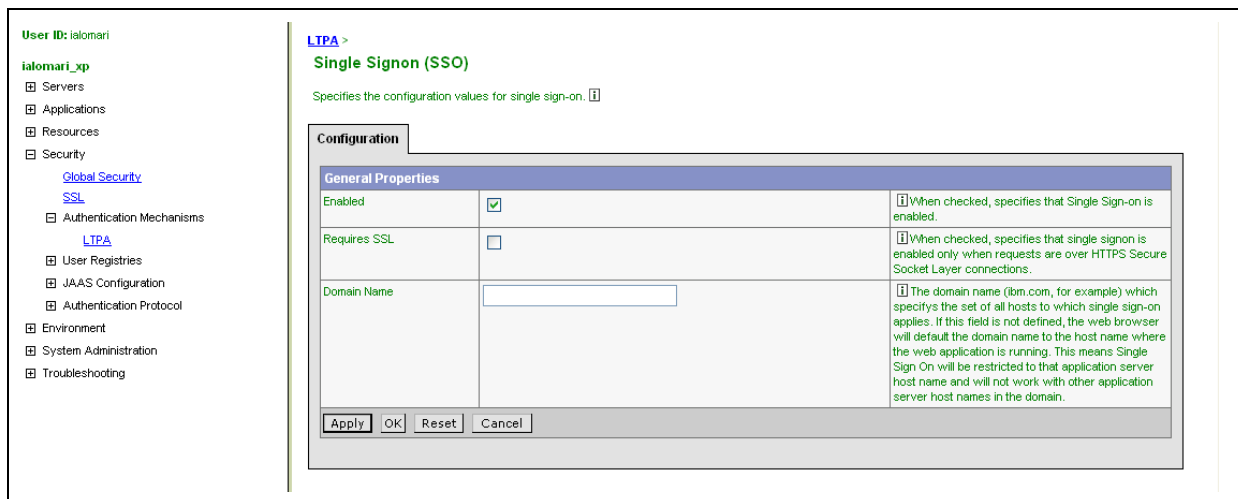 User ID: ialomari
ialomari_xp
Servers
Applications
Resources
Security
Global Security
SSL
Authentication Mechanisms
LTPA
User Registries
JAAS Configuration
Authentication Protocol
Environment
System Administration
Troubleshooting
LTPA >
Single Signon (SSO)
Specifies the configuration values for single sign-on. i
Configuration
General Properties
Enabled
i When checked, specifies that Single Sign-on is
enabled.
Requires SSL
i When checked, specifies that single signon is
enabled only when requests are over HTTPS Secure
Socket Layer connections.
Domain Name
i The domain name (ibm.com, for example) which
specifys the set of all hosts to which single sign-on
applies. If this field is not defined, the web browser
will default the domain name to the host name where
the web application is running. This means Single
Sign On will be restricted to that application server
host name and will not work with other application
server host names in the domain.
Apply OK Reset Cancel